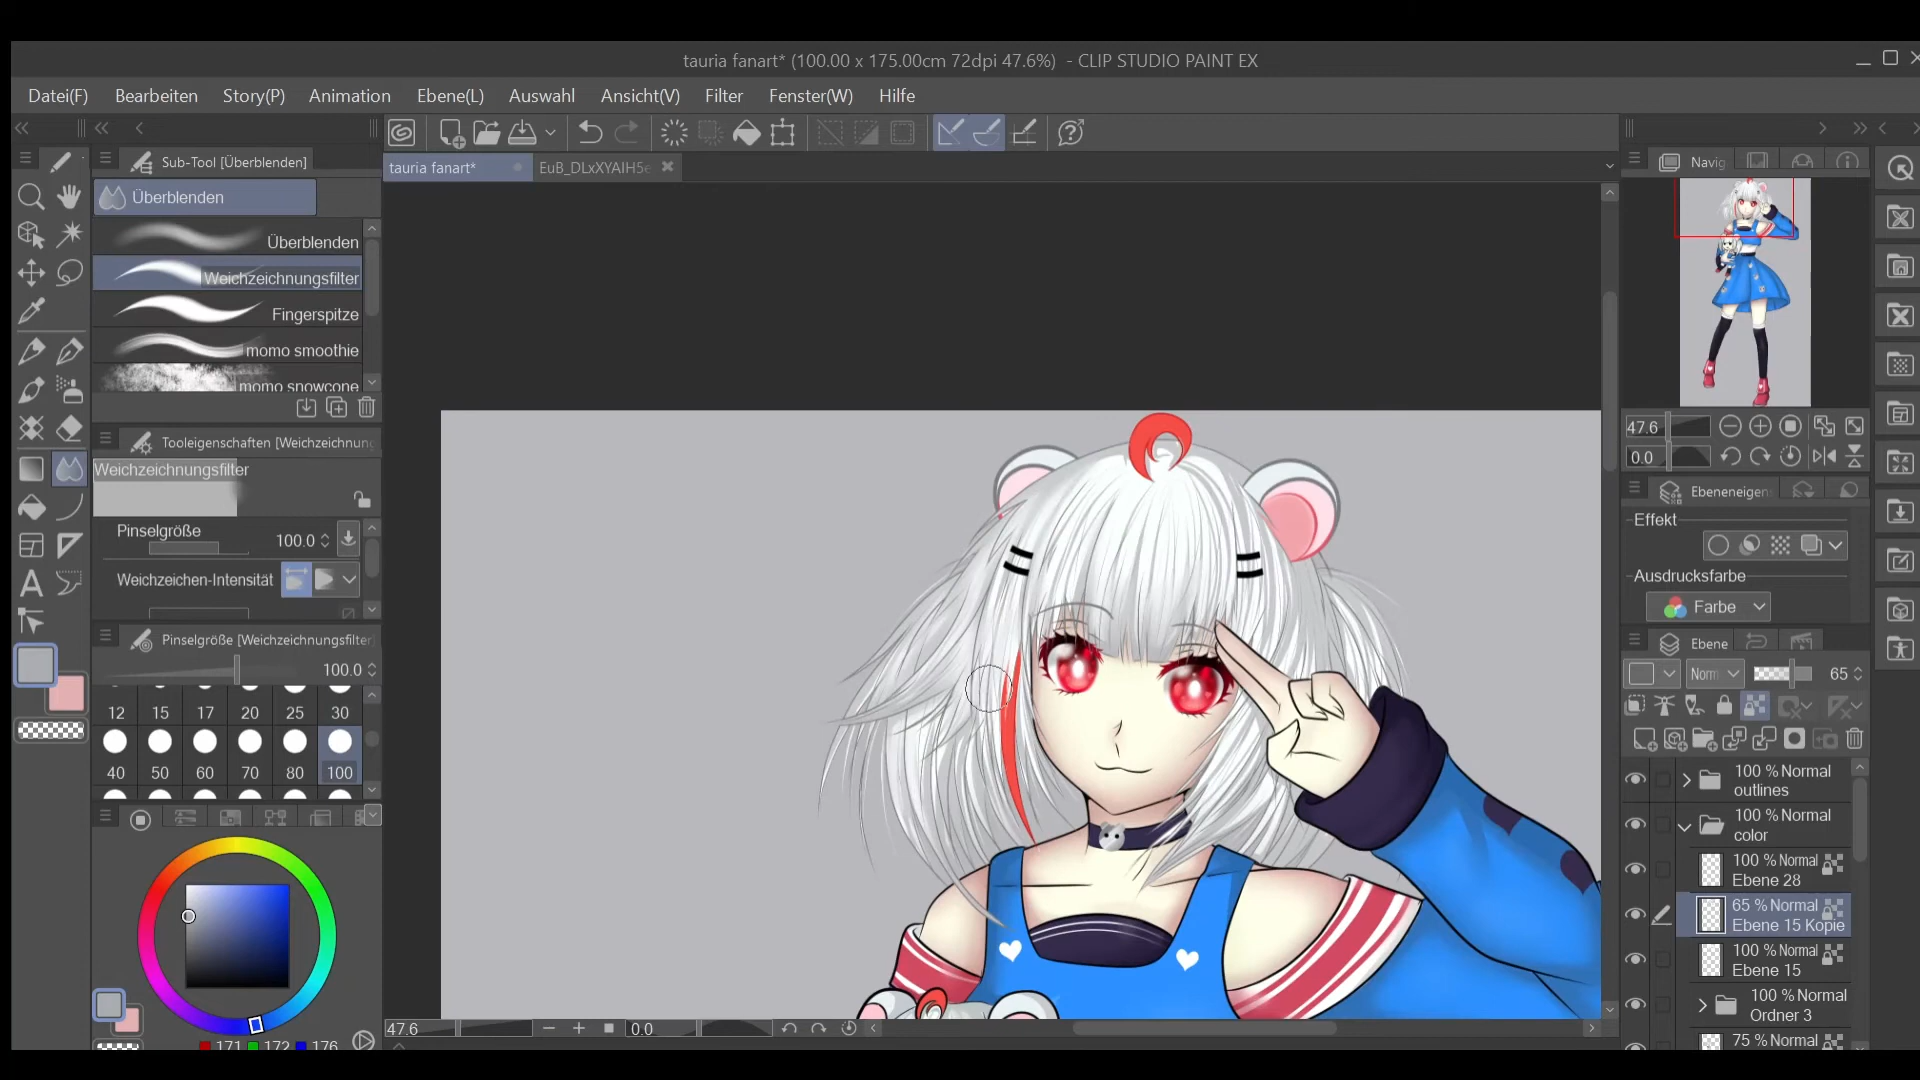 tauria fanart* (100.00 x 175.00cm 72dpi 47.6%)  - CLIP STUDIO PAINT EX
Datei(F) Bearbeiten Story(P) Animation Ebene(L) Auswahl Ansicht(V) Filter Fenster(W) Hilfe
Sub-Tool [Überblenden]
tauria fanart*
EuB_DLxXYAIH5e
Navig
Überblenden
Überblenden
Weichzeichnungsfilter
Fingerspitze
momo smoothie
momo snowcone
Tooleigenschaften [Weichzeichnung
Weichzeichnungsfilter
Pinselgröße 100.0
Weichzeichen-Intensität
Pinselgröße [Weichzeichnungsfilter]
100.0
12 15 17 20 25 30
40 50 60 70 80 100
171 172 176
47.6 0.0
47.6
0.0
Ebeneneigens
Effekt
Ausdrucksfarbe
Farbe
Ebene
Norm 65
100 % Normal
outlines
100 % Normal
color
100 % Normal
Ebene 28
65 % Normal
Ebene 15 Kopie
100 % Normal
Ebene 15
100 % Normal
Ordner 3
75 % Normal